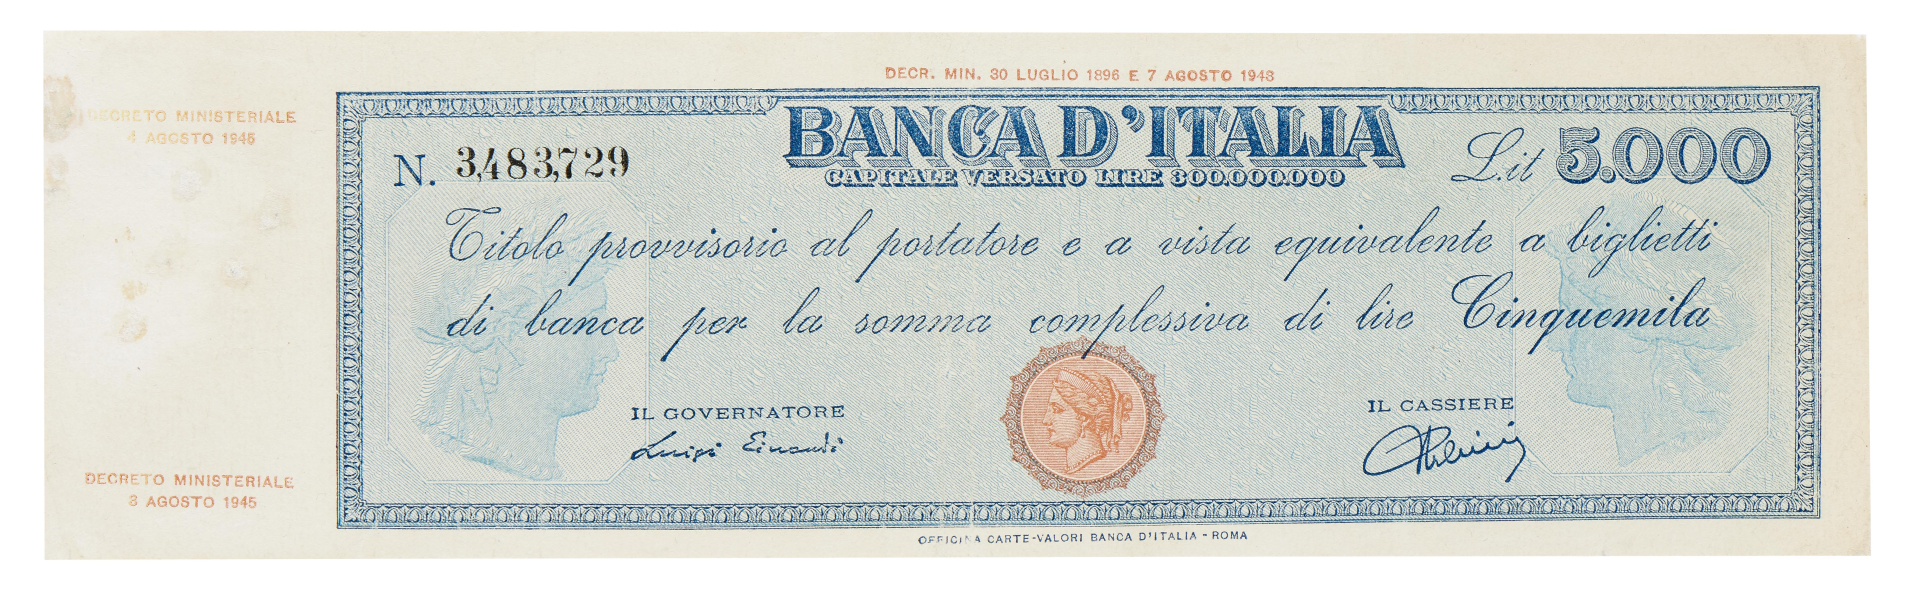 DECR. MIN. 30 LUGLIO 1896 E 7 AGOSTO 1943
DECRETO MINISTERIALE
4 AGOSTO 1945
BANCA D'ITALIA
CAPITALE VERSATO LIRE 300.000.000
N. 3,483,729
L.it 5.000
Titolo provvisorio al portatore e a vista equivalente a biglietti
di banca per la somma complessiva di lire Cinquemila
IL GOVERNATORE
Luigi Einaudi
IL CASSIERE
DECRETO MINISTERIALE
8 AGOSTO 1945
OFFICINA CARTE-VALORI BANCA D'ITALIA - ROMA